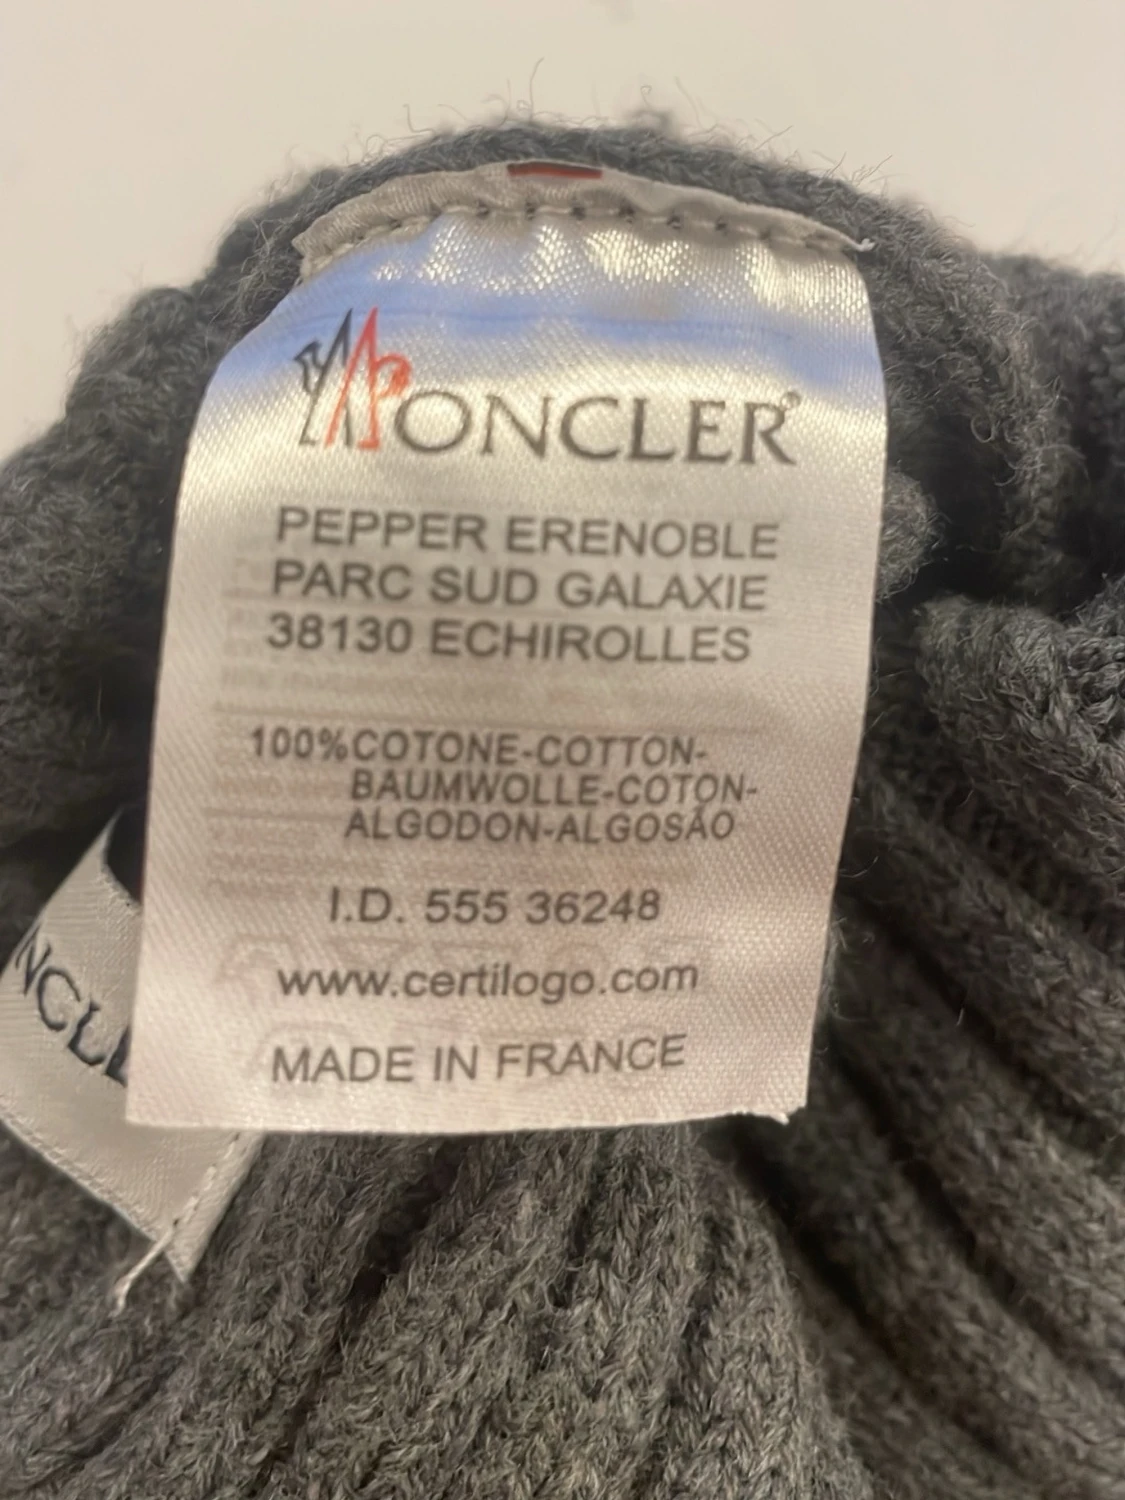 MONCLER®
PEPPER ERENOBLE
PARC SUD GALAXIE
38130 ECHIROLLES
100%COTONE-COTTON-
BAUMWOLLE-COTON-
ALGODON-ALGOSÃO
I.D. 555 36248
www.certilogo.com
MADE IN FRANCE
NCL